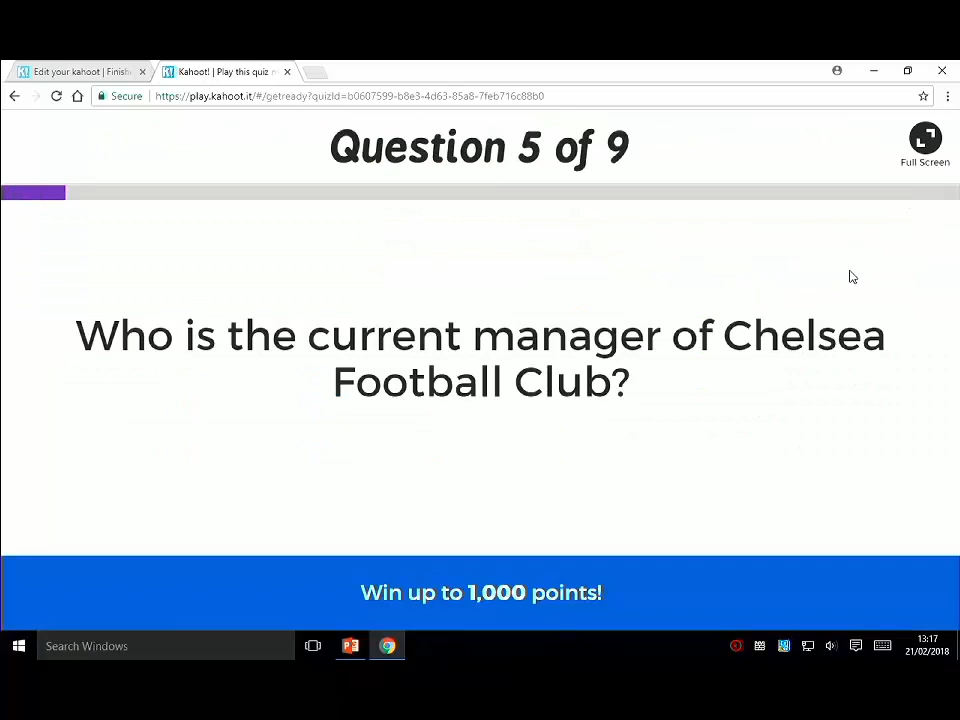 Edit your kahoot | Finish
Kahoot! | Play this quiz
Secure
https://play.kahoot.it/#/getready?quizId=b0607599-b8e3-4d63-85a8-7feb716c88b0
Question 5 of 9
Full Screen
Who is the current manager of Chelsea
Football Club?
Win up to 1,000 points!
Search Windows
13:17
21/02/2018